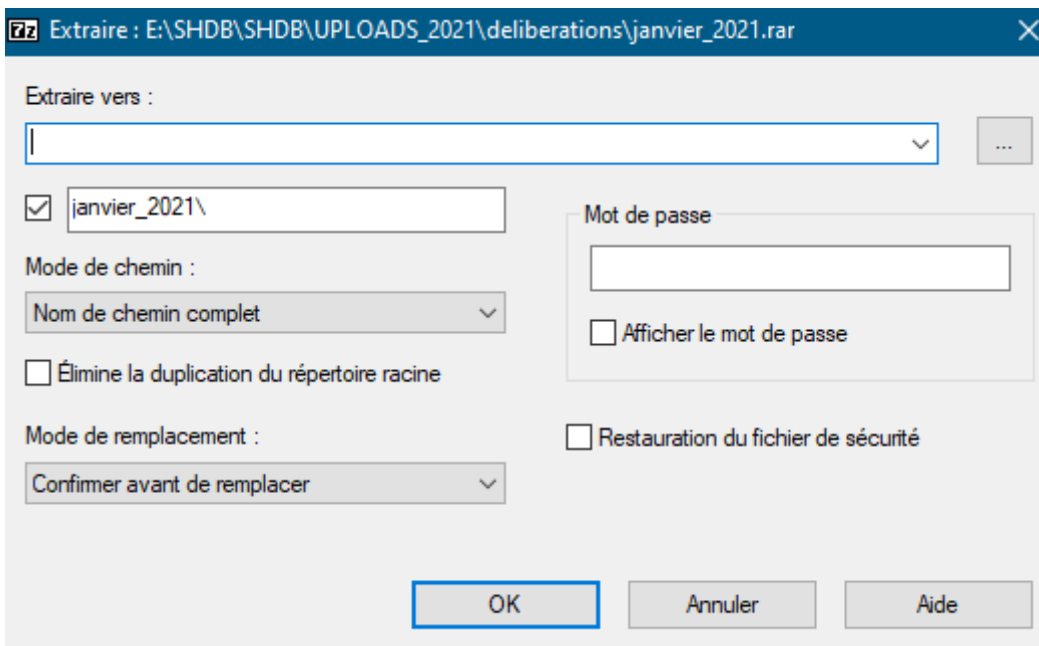 7z Extraire : E:\SHDB\SHDB\UPLOADS_2021\deliberations\janvier_2021.rar
Extraire vers :
...
janvier_2021\
Mot de passe
Mode de chemin :
Nom de chemin complet
Afficher le mot de passe
Élimine la duplication du répertoire racine
Mode de remplacement :
Restauration du fichier de sécurité
Confirmer avant de remplacer
OK Annuler Aide